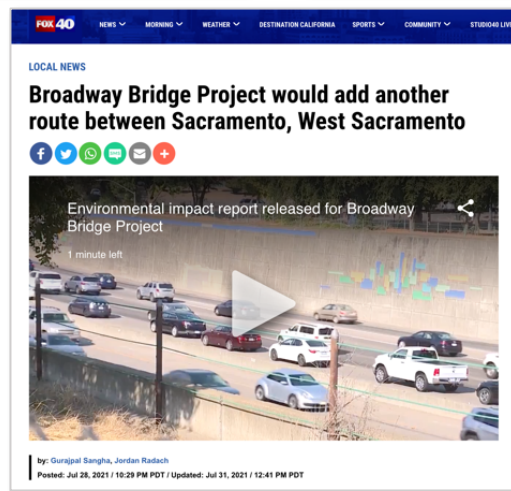 FOX 40 NEWS MORNING WEATHER DESTINATION CALIFORNIA SPORTS COMMUNITY STUDIO40 LIV
LOCAL NEWS
Broadway Bridge Project would add another
route between Sacramento, West Sacramento
Environmental impact report released for Broadway
Bridge Project
1 minute left
by: Gurajpal Sangha, Jordan Radach
Posted: Jul 28, 2021 / 10:29 PM PDT / Updated: Jul 31, 2021 / 12:41 PM PDT